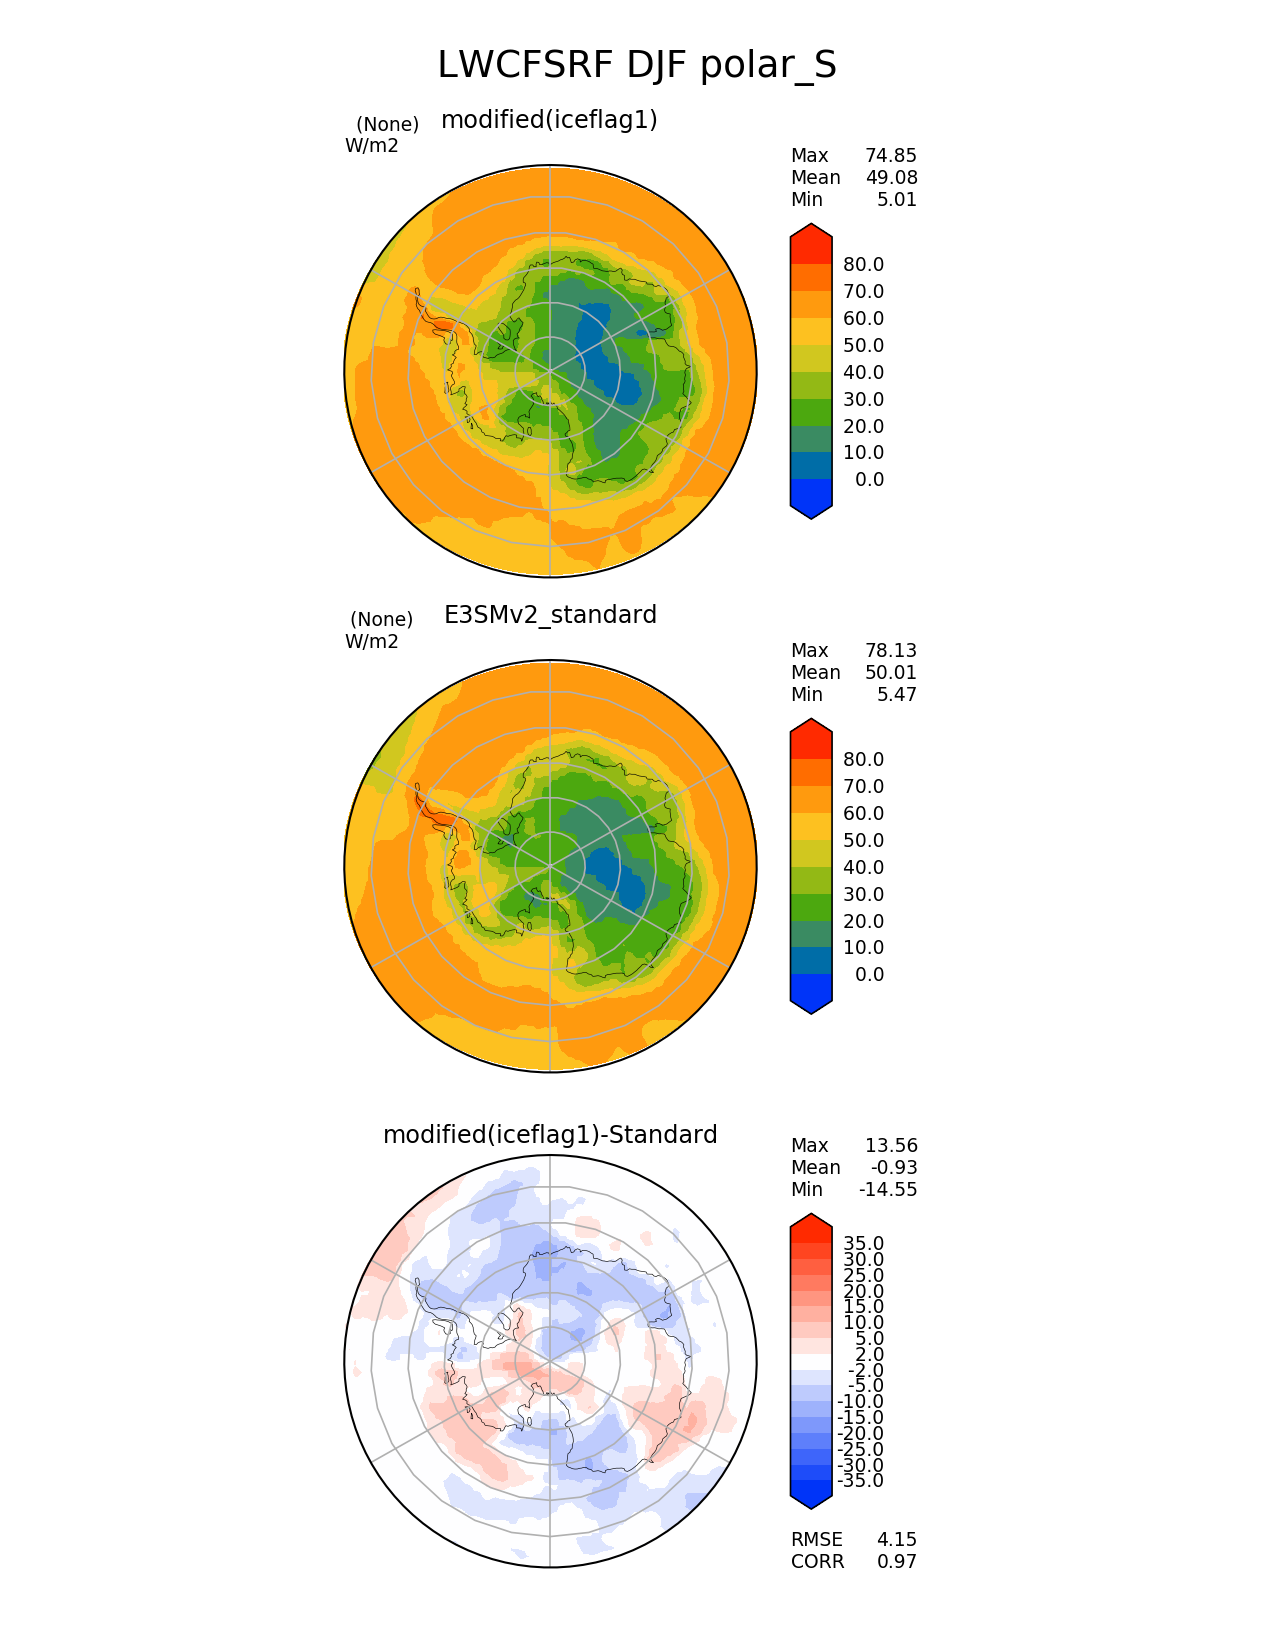 LWCFSRF DJF polar_S
(None)
modified(iceflag1)
W/m2
Max 74.85
Mean 49.08
Min 5.01
80.0
70.0
60.0
50.0
40.0
30.0
20.0
10.0
0.0
(None)
E3SMv2_standard
W/m2
Max 78.13
Mean 50.01
Min 5.47
80.0
70.0
60.0
50.0
40.0
30.0
20.0
10.0
0.0
modified(iceflag1)-Standard
Max 13.56
Mean -0.93
Min -14.55
35.0
30.0
25.0
20.0
15.0
10.0
5.0
2.0
-2.0
-5.0
-10.0
-15.0
-20.0
-25.0
-30.0
-35.0
RMSE 4.15
CORR 0.97